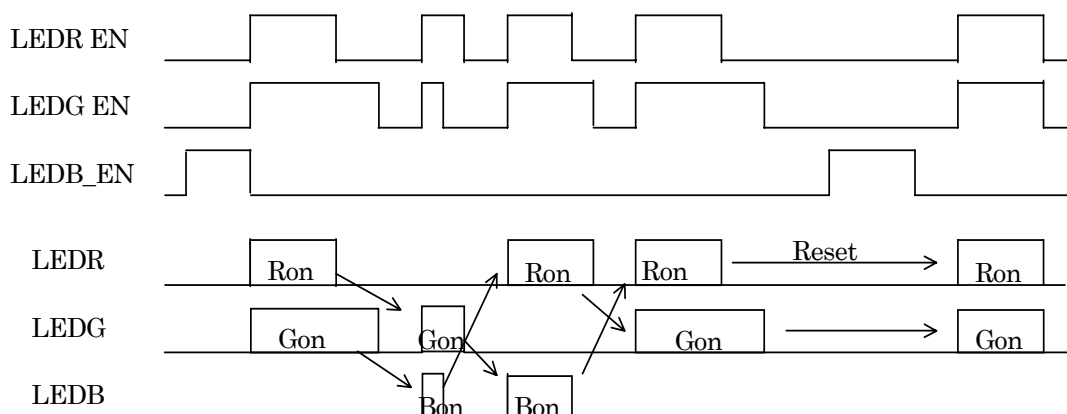 LEDR EN
LEDG EN
LEDB_EN
LEDR Ron Ron Ron Reset Ron
LEDG Gon Gon Gon Gon
LEDB Bon Bon